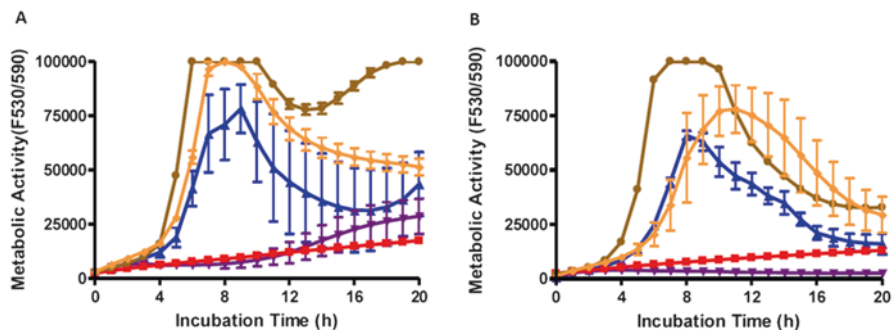 A
Metabolic Activity(F530/590)
100000
75000
50000
25000
0
0 4 8 12 16 20
Incubation Time (h)
B
Metabolic Activity (F530/590)
100000
75000
50000
25000
0
0 4 8 12 16 20
Incubation Time (h)